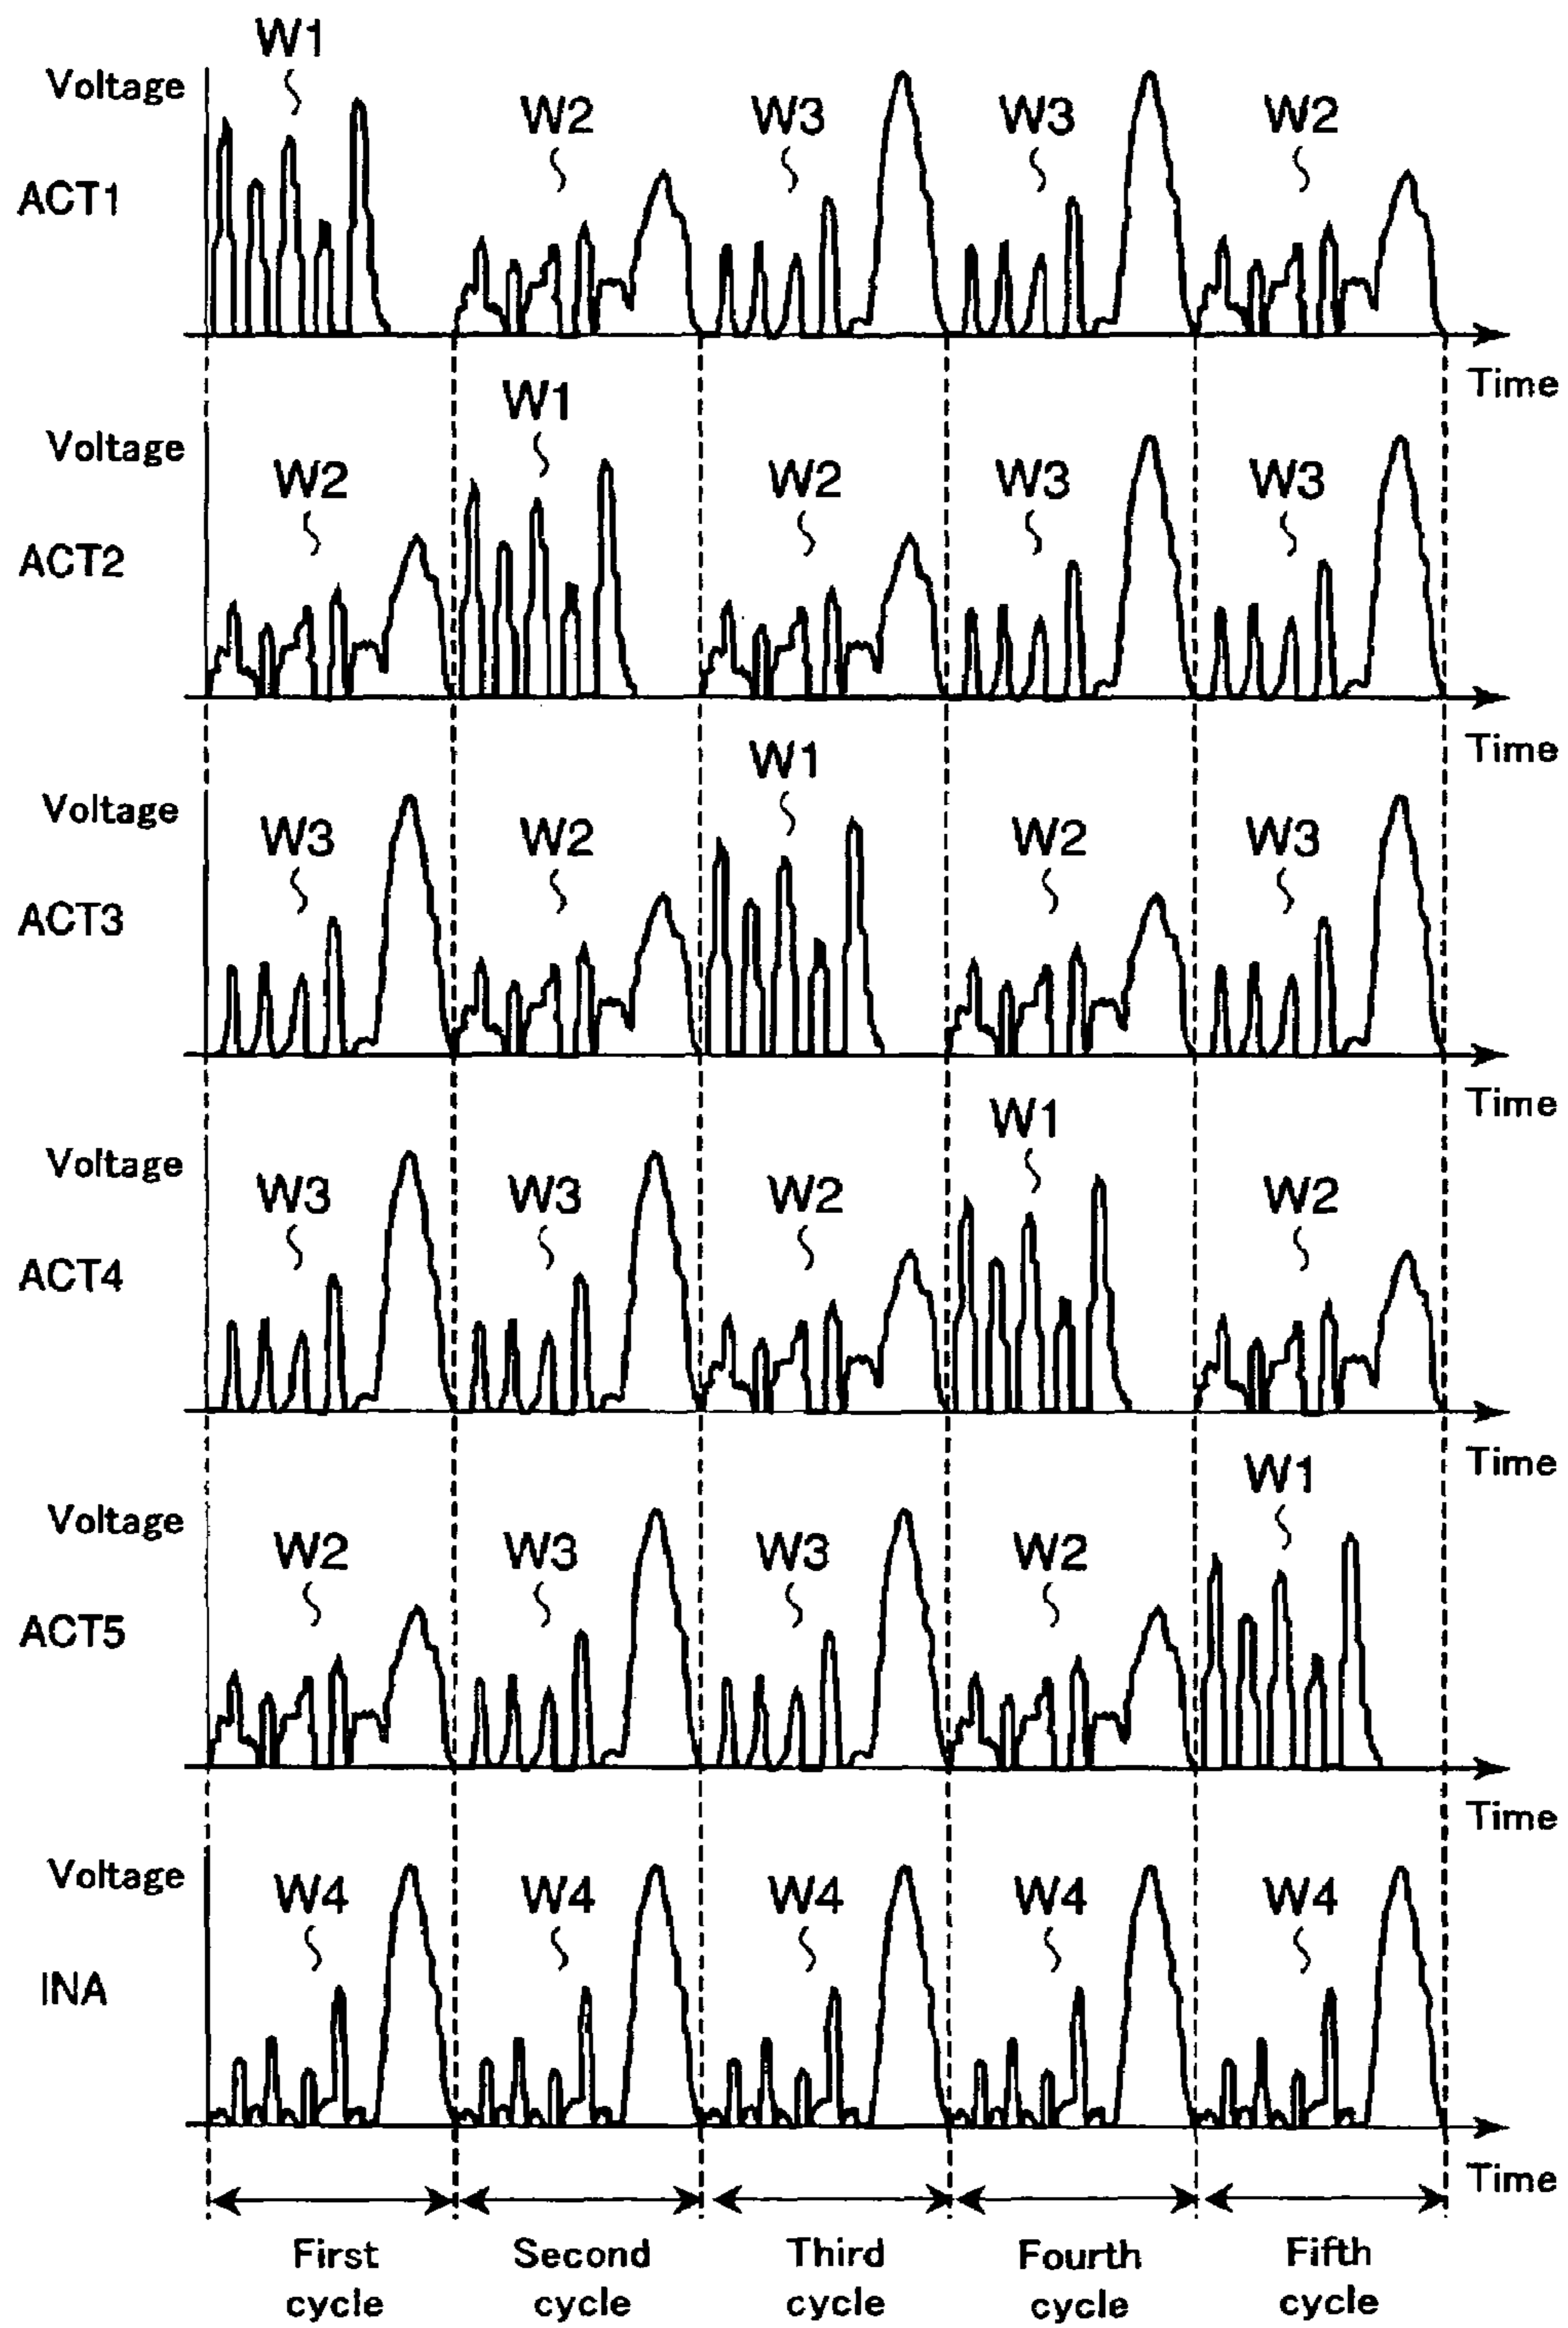 W1
Voltage
W2 W3 W3 W2
ACT1
Time
W1
Voltage
W2 W2 W3 W3
ACT2
Time
W1
Voltage
W3 W2 W2 W3
ACT3
Time
W1
Voltage
W3 W3 W2 W2
ACT4
Time
W1
Voltage
W2 W3 W3 W2
ACT5
Time
Voltage
W4 W4 W4 W4 W4
INA
Time
First Second Third Fourth Fifth
cycle cycle cycle cycle cycle